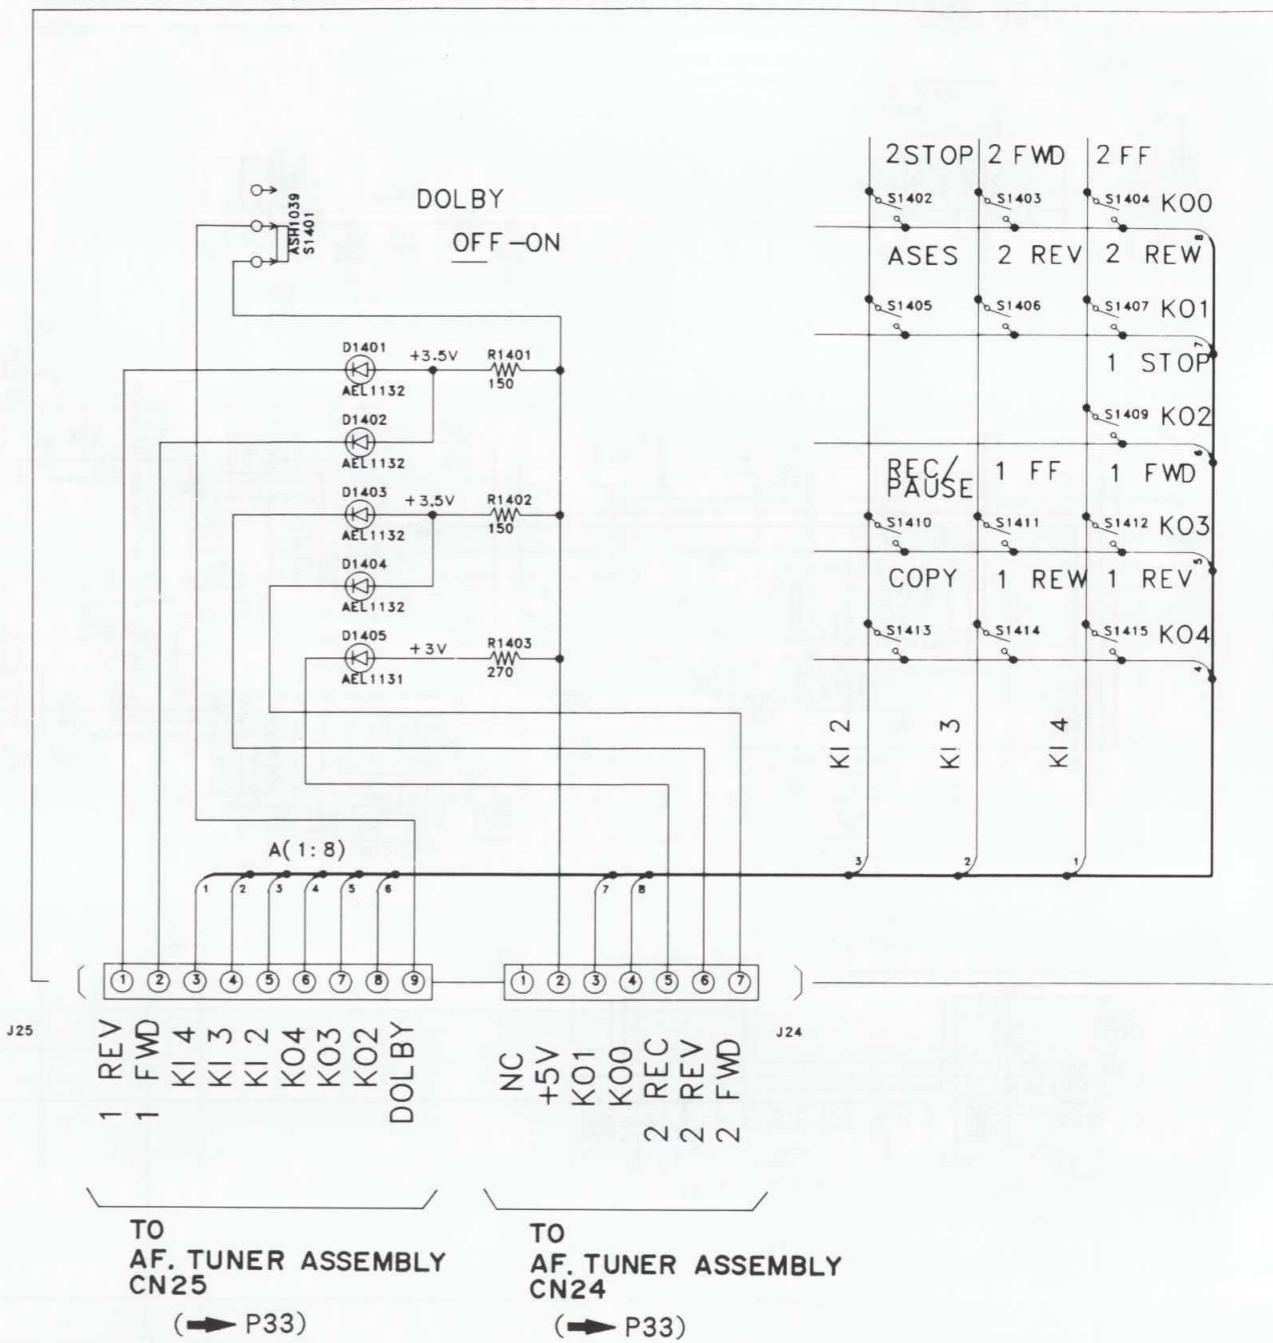 2 STOP 2 FWD 2 FF
S1402 S1403 S1404 KO0
ASH1039
S1401
DOLBY
OFF-ON
ASES 2 REV 2 REW
8
S1405 S1406 S1407 KO1
7
D1401
+3.5V R1401
150
AEL1132
1 STOP
D1402
AEL1132
S1409 KO2
6
D1403
+3.5V R1402
150
AEL1132
REC/
PAUSE
1 FF 1 FWD
S1410 S1411 S1412 KO3
5
D1404
AEL1132
COPY 1 REW 1 REV
S1413 S1414 S1415 KO4
4
D1405
+3V R1403
270
AEL1131
KI 2 KI 3 KI 4
A(1:8)
1 2 3 4 5 6 7 8 3 2 1
1 2 3 4 5 6 7 8 9
1 2 3 4 5 6 7
J25
J24
1 REV
1 FWD
KI 4
KI 3
KI 2
KO4
KO3
KO2
DOLBY
NC
+5V
KO1
KO0
2 REC
2 REV
2 FWD
TO
AF. TUNER ASSEMBLY
CN25
(➡ P33)
TO
AF. TUNER ASSEMBLY
CN24
(➡ P33)